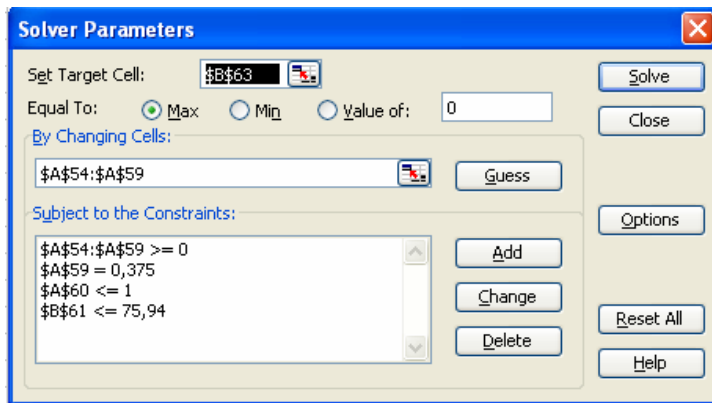 Solver Parameters
Set Target Cell: $B$63 Solve
Equal To: Max Min Value of: 0 Close
By Changing Cells:
$A$54:$A$59 Guess
Subject to the Constraints: Options
$A$54:$A$59 >= 0 Add
$A$59 = 0,375
$A$60 <= 1 Change
$B$61 <= 75,94 Reset All
Delete
Help